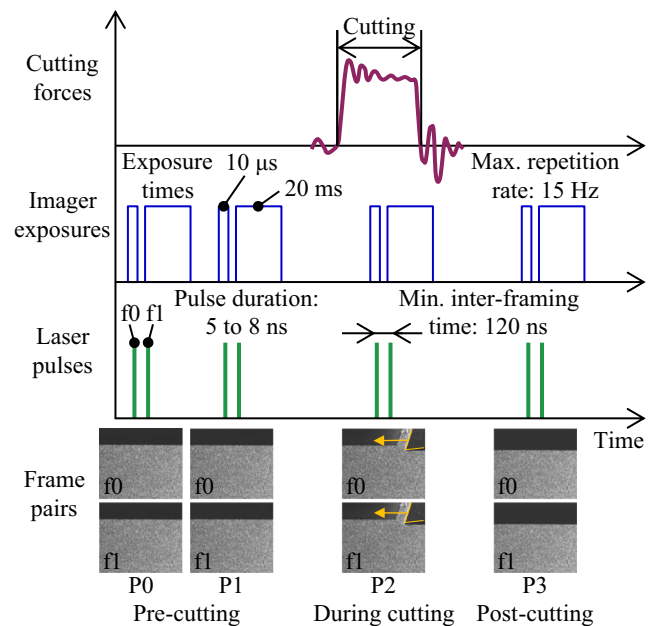 Cutting
Cutting
forces
Exposure
times
10 μs
20 ms
Max. repetition
rate: 15 Hz
Imager
exposures
Pulse duration:
5 to 8 ns
Min. inter-framing
time: 120 ns
f0 f1
Laser
pulses
Time
Frame
pairs
f0 f0 f0 f0
f1 f1 f1 f1
P0 P1 P2 P3
Pre-cutting During cutting Post-cutting